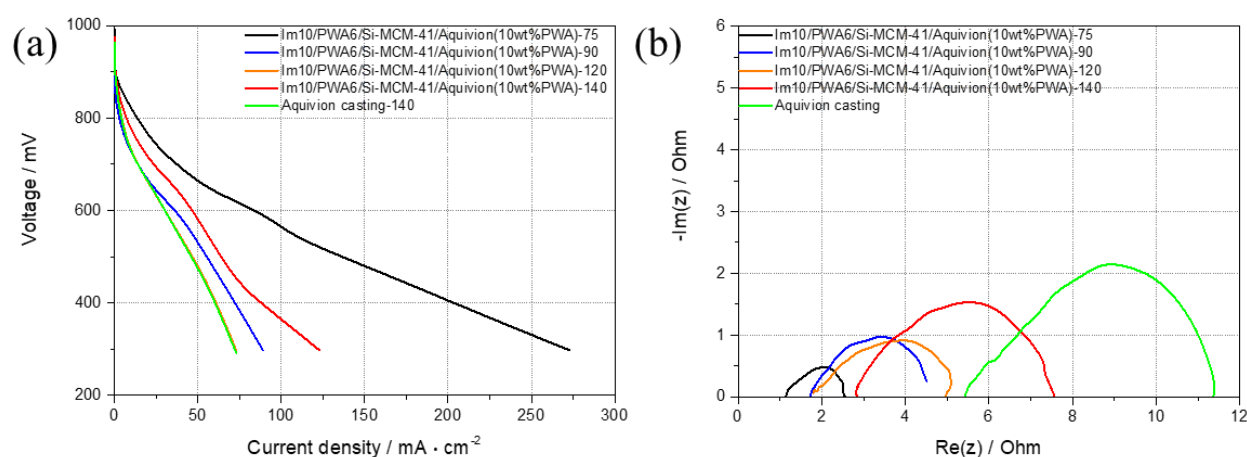 (a)
1000
800
600
400
200
Voltage / mV
Im10/PWA6/Si-MCM-41/Aquivion(10wt%PWA)-75
Im10/PWA6/Si-MCM-41/Aquivion(10wt%PWA)-90
Im10/PWA6/Si-MCM-41/Aquivion(10wt%PWA)-120
Im10/PWA6/Si-MCM-41/Aquivion(10wt%PWA)-140
Aquivion casting-140
0 50 100 150 200 250 300
Current density / mA · cm⁻²
(b)
6
5
4
3
2
1
0
-Im(z) / Ohm
Im10/PWA6/Si-MCM-41/Aquivion(10wt%PWA)-75
Im10/PWA6/Si-MCM-41/Aquivion(10wt%PWA)-90
Im10/PWA6/Si-MCM-41/Aquivion(10wt%PWA)-120
Im10/PWA6/Si-MCM-41/Aquivion(10wt%PWA)-140
Aquivion casting
0 2 4 6 8 10 12
Re(z) / Ohm